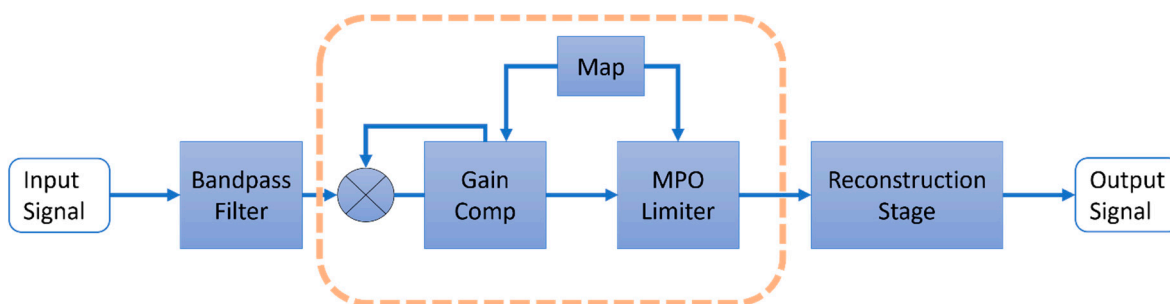 Map
Input
Signal
Bandpass
Filter
Gain
Comp
MPO
Limiter
Reconstruction
Stage
Output
Signal